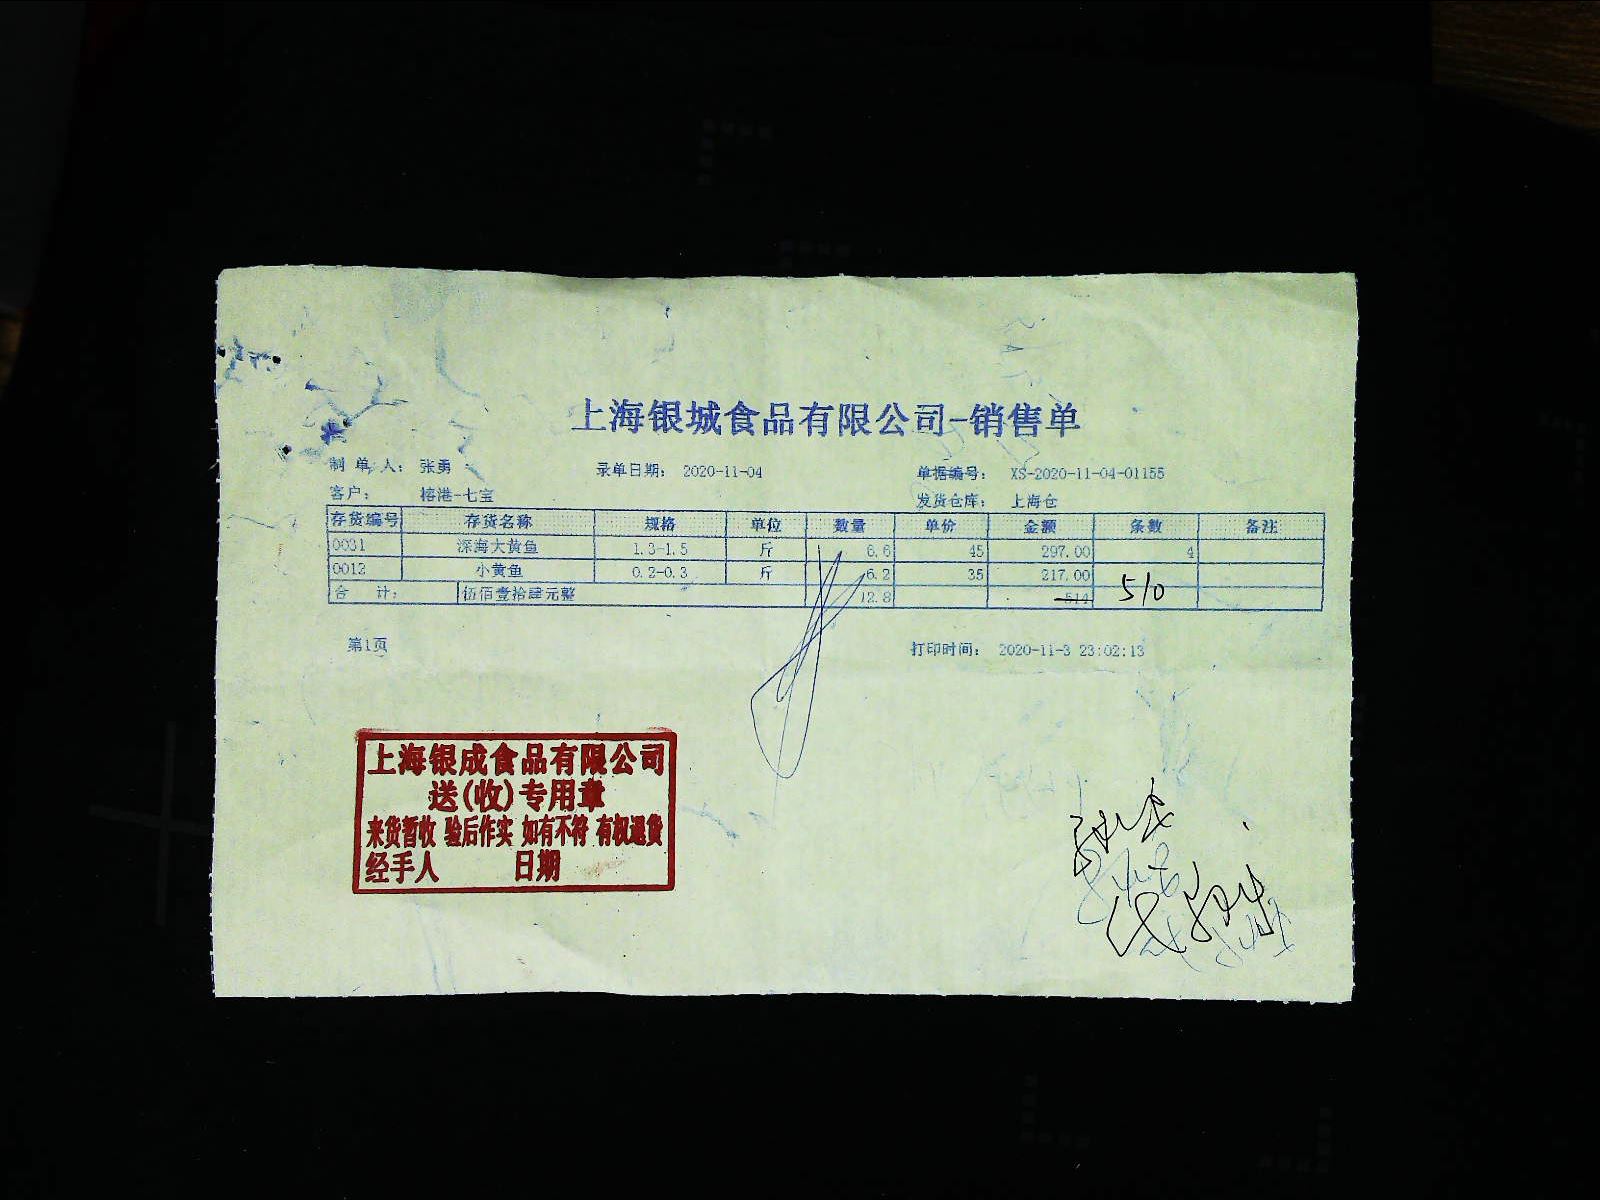 上海银城食品有限公司-销售单
制 单 人: 张勇 录单日期: 2020-11-04 单据编号: XS-2020-11-04-01155
客户: 椿港-七宝 发货仓库: 上海仓
存货编号 存货名称 规格 单位 数量 单价 金额 条数 备注
0031 深海大黄鱼 1.3-1.5 斤 6.6 45 297.00 4
0012 小黄鱼 0.2-0.3 斤 6.2 35 217.00
合 计: 伍佰壹拾肆元整 12.8 514 510
第1页 打印时间: 2020-11-3 23:02:13
上海银成食品有限公司
送(收)专用章
来货暂收 验后作实 如有不符 有权退货
经手人 日期